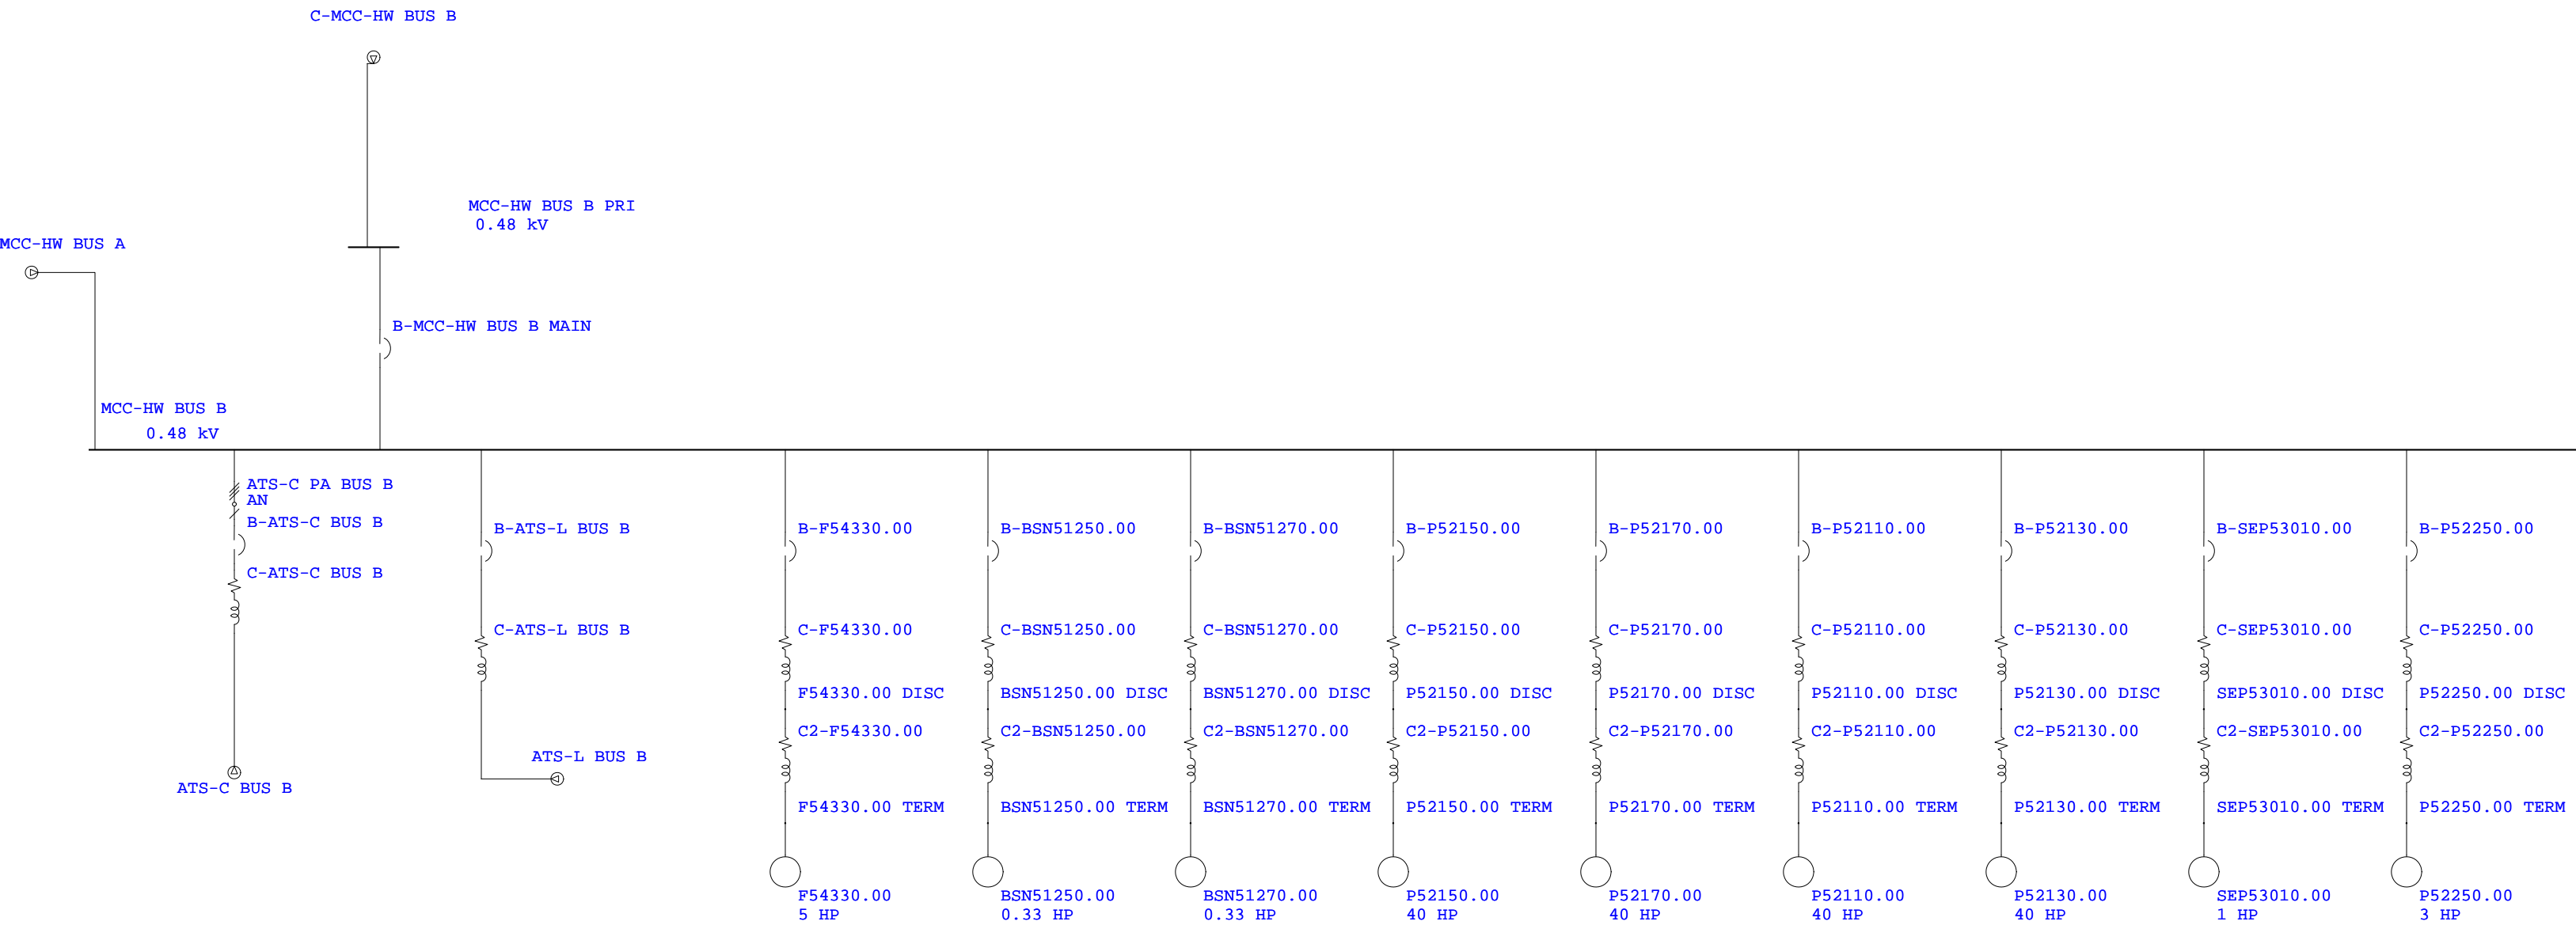 C-MCC-HW BUS B
MCC-HW BUS B PRI
0.48 kV
MCC-HW BUS A
B-MCC-HW BUS B MAIN
MCC-HW BUS B
0.48 kV
ATS-C PA BUS B
AN
B-ATS-C BUS B
B-ATS-L BUS B
B-F54330.00
B-BSN51250.00
B-BSN51270.00
B-P52150.00
B-P52170.00
B-P52110.00
B-P52130.00
B-SEP53010.00
B-P52250.00
C-ATS-C BUS B
C-ATS-L BUS B
C-F54330.00
C-BSN51250.00
C-BSN51270.00
C-P52150.00
C-P52170.00
C-P52110.00
C-P52130.00
C-SEP53010.00
C-P52250.00
F54330.00 DISC
BSN51250.00 DISC
BSN51270.00 DISC
P52150.00 DISC
P52170.00 DISC
P52110.00 DISC
P52130.00 DISC
SEP53010.00 DISC
P52250.00 DISC
C2-F54330.00
C2-BSN51250.00
C2-BSN51270.00
C2-P52150.00
C2-P52170.00
C2-P52110.00
C2-P52130.00
C2-SEP53010.00
C2-P52250.00
ATS-L BUS B
ATS-C BUS B
F54330.00 TERM
BSN51250.00 TERM
BSN51270.00 TERM
P52150.00 TERM
P52170.00 TERM
P52110.00 TERM
P52130.00 TERM
SEP53010.00 TERM
P52250.00 TERM
F54330.00
5 HP
BSN51250.00
0.33 HP
BSN51270.00
0.33 HP
P52150.00
40 HP
P52170.00
40 HP
P52110.00
40 HP
P52130.00
40 HP
SEP53010.00
1 HP
P52250.00
3 HP